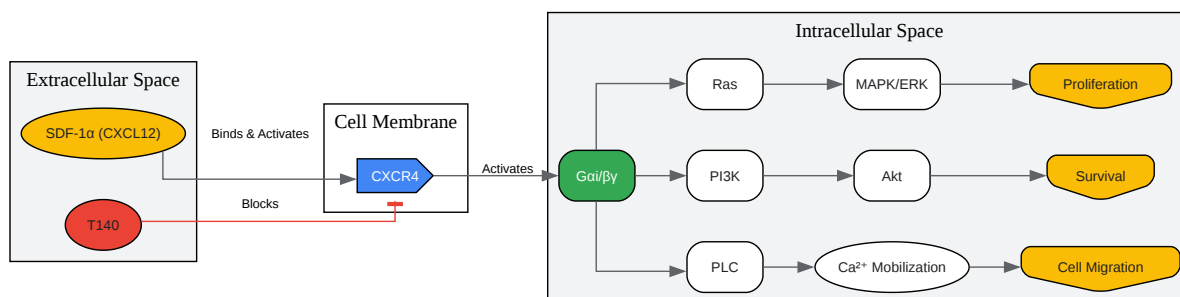 Extracellular Space
SDF-1α (CXCL12)
T140
Binds & Activates
Blocks
Cell Membrane
CXCR4
Activates
Intracellular Space
Gαi/βγ
Ras
MAPK/ERK
Proliferation
PI3K
Akt
Survival
PLC
Ca²⁺ Mobilization
Cell Migration